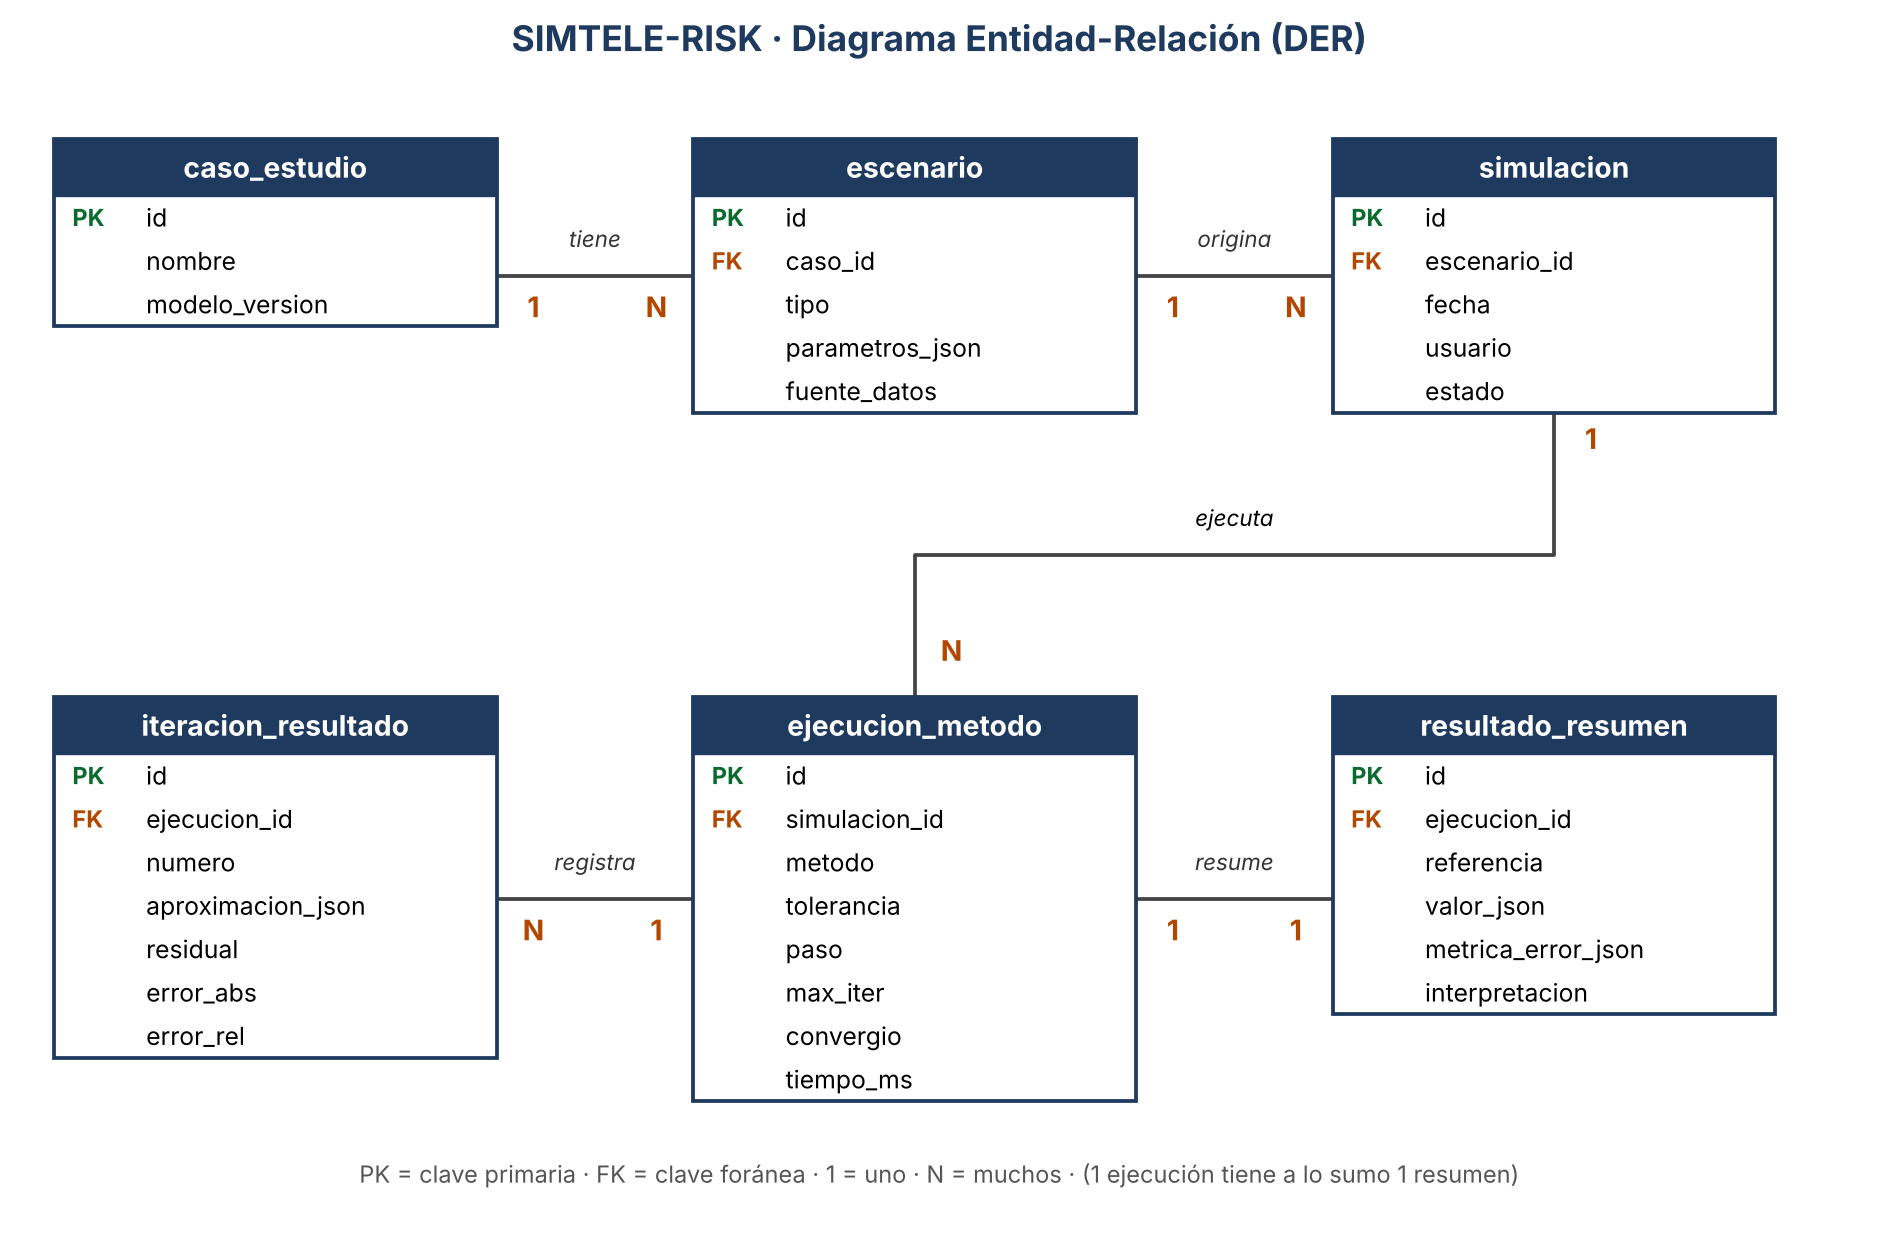 SIMTELE-RISK · Diagrama Entidad-Relación (DER)
caso_estudio
PK id
nombre
modelo_version
tiene
1 N
escenario
PK id
FK caso_id
tipo
parametros_json
fuente_datos
origina
1 N
simulacion
PK id
FK escenario_id
fecha
usuario
estado
1
ejecuta
N
iteracion_resultado
PK id
FK ejecucion_id
numero
aproximacion_json
residual
error_abs
error_rel
registra
N 1
ejecucion_metodo
PK id
FK simulacion_id
metodo
tolerancia
paso
max_iter
convergio
tiempo_ms
resume
1 1
resultado_resumen
PK id
FK ejecucion_id
referencia
valor_json
metrica_error_json
interpretacion
PK = clave primaria · FK = clave foránea · 1 = uno · N = muchos · (1 ejecución tiene a lo sumo 1 resumen)